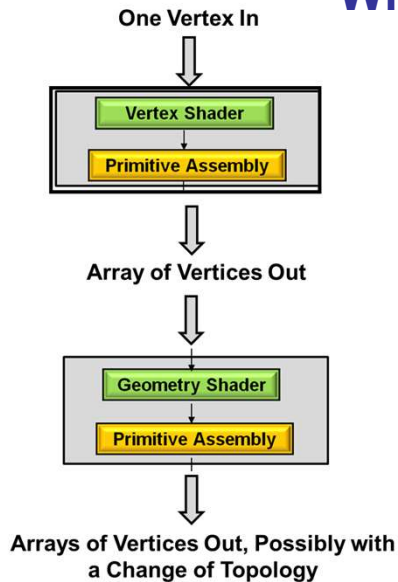 One Vertex In
Vertex Shader
Primitive Assembly
Array of Vertices Out
Geometry Shader
Primitive Assembly
Arrays of Vertices Out, Possibly with
a Change of Topology